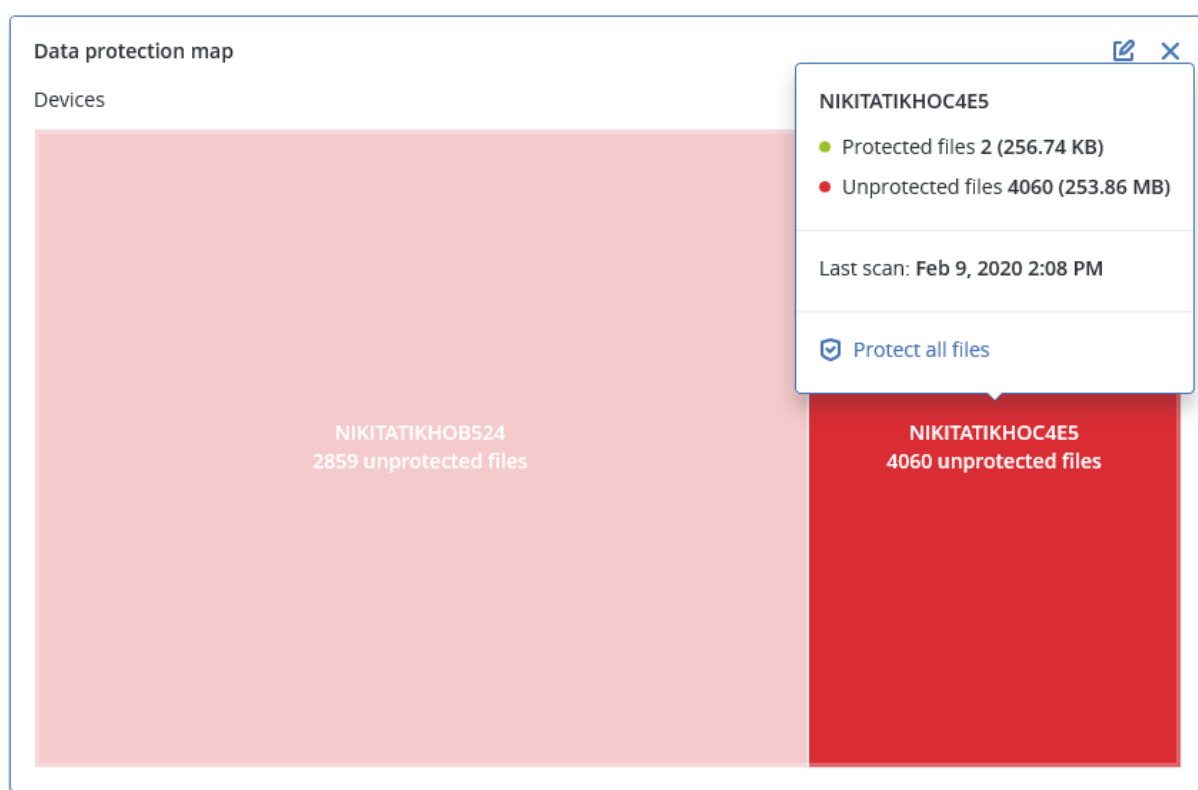 Data protection map
Devices
NIKITATIKHOC4E5
Protected files 2 (256.74 KB)
Unprotected files 4060 (253.86 MB)
Last scan: Feb 9, 2020 2:08 PM
Protect all files
NIKITATIKHOB524
2859 unprotected files
NIKITATIKHOC4E5
4060 unprotected files